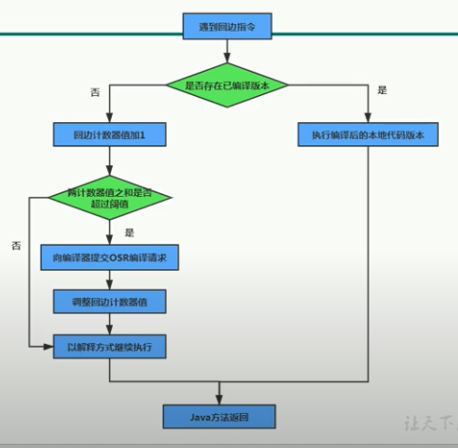 遇到回边指令
是否存在已编译版本
否
是
回边计数器值加1
执行编译后的本地代码版本
两计数器值之和是否
超过阈值
是
否
向编译器提交OSR编译请求
调整回边计数器值
以解释方式继续执行
Java方法返回
让天下